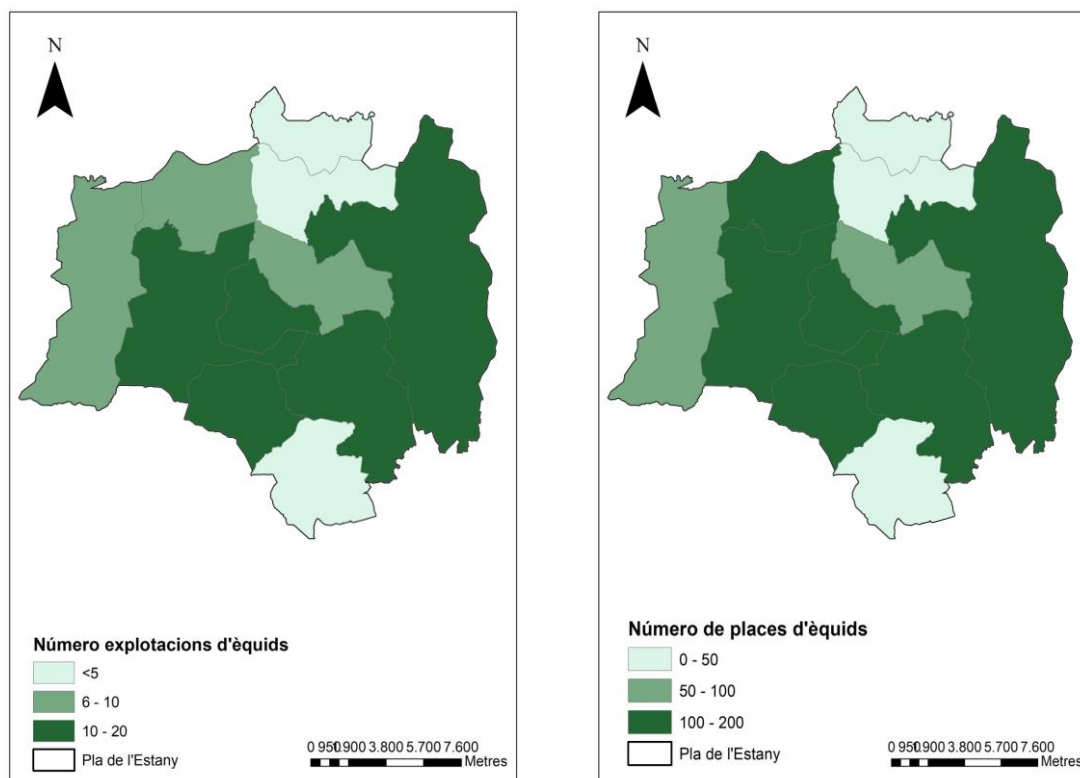 N
Número explotacions d'èquids
<5
6 - 10
10 - 20
Pla de l'Estany
0 950 1.900 3.800 5.700 7.600
Metres
N
Número de places d'èquids
0 - 50
50 - 100
100 - 200
Pla de l'Estany
0 950 1.900 3.800 5.700 7.600
Metres